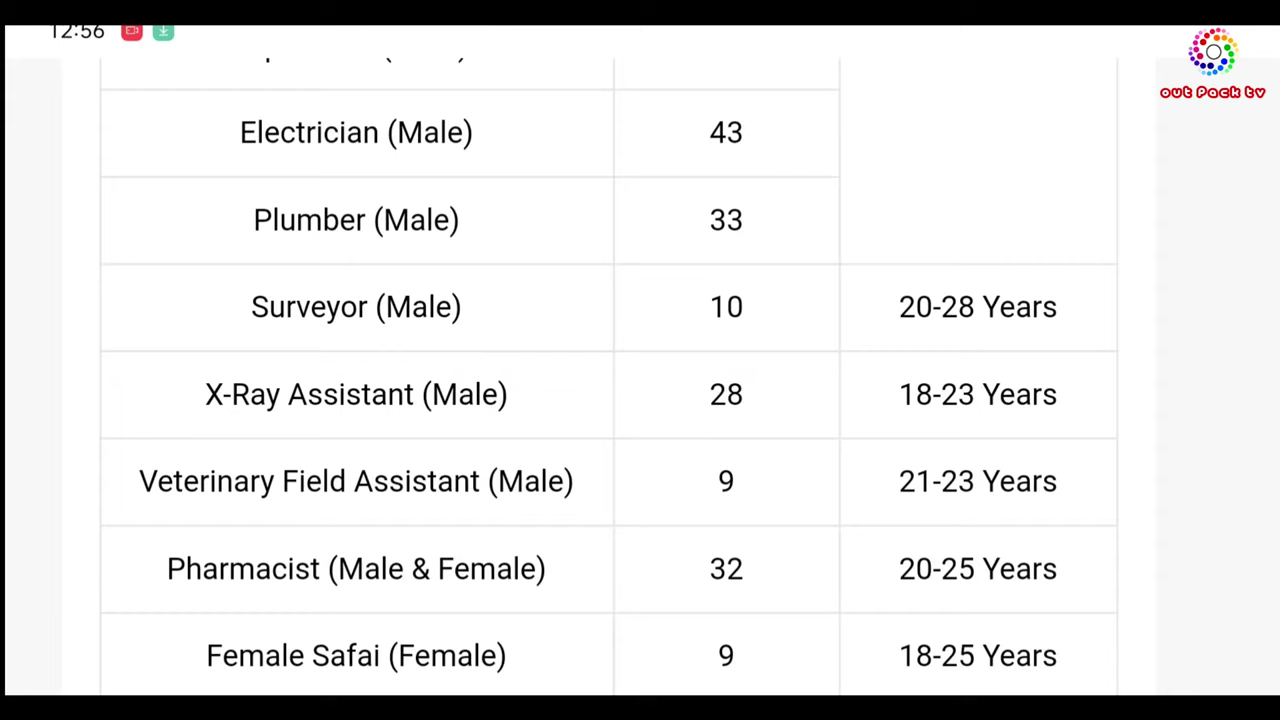 12:56
out Pack tv
Electrician (Male) 43
Plumber (Male) 33
Surveyor (Male) 10 20-28 Years
X-Ray Assistant (Male) 28 18-23 Years
Veterinary Field Assistant (Male) 9 21-23 Years
Pharmacist (Male & Female) 32 20-25 Years
Female Safai (Female) 9 18-25 Years